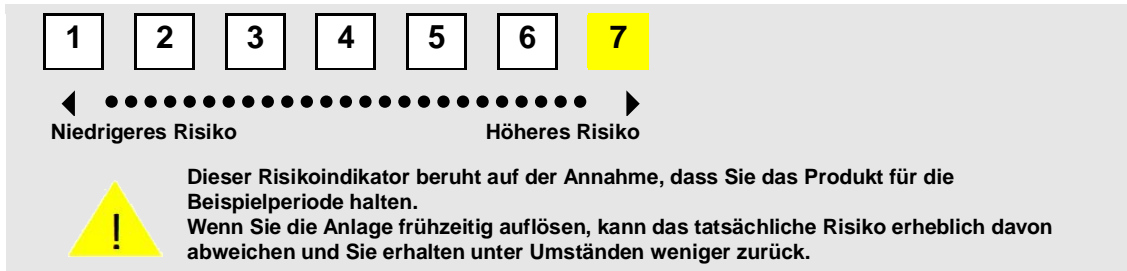 1 2 3 4 5 6 7
Niedrigeres Risiko Höheres Risiko
Dieser Risikoindikator beruht auf der Annahme, dass Sie das Produkt für die
Beispielperiode halten.
Wenn Sie die Anlage frühzeitig auflösen, kann das tatsächliche Risiko erheblich davon
abweichen und Sie erhalten unter Umständen weniger zurück.
!